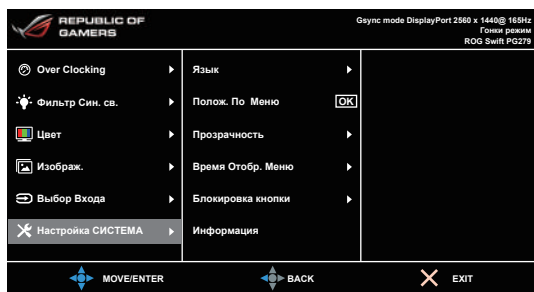 REPUBLIC OF
GAMERS
Gsync mode DisplayPort 2560 x 1440@ 165Hz
Гонки режим
ROG Swift PG279
Over Clocking
Фильтр Син. св.
Цвет
Изображ.
Выбор Входа
Настройка СИСТЕМА
Язык
Полож. По Меню OK
Прозрачность
Время Отобр. Меню
Блокировка кнопки
Информация
MOVE/ENTER
BACK
EXIT